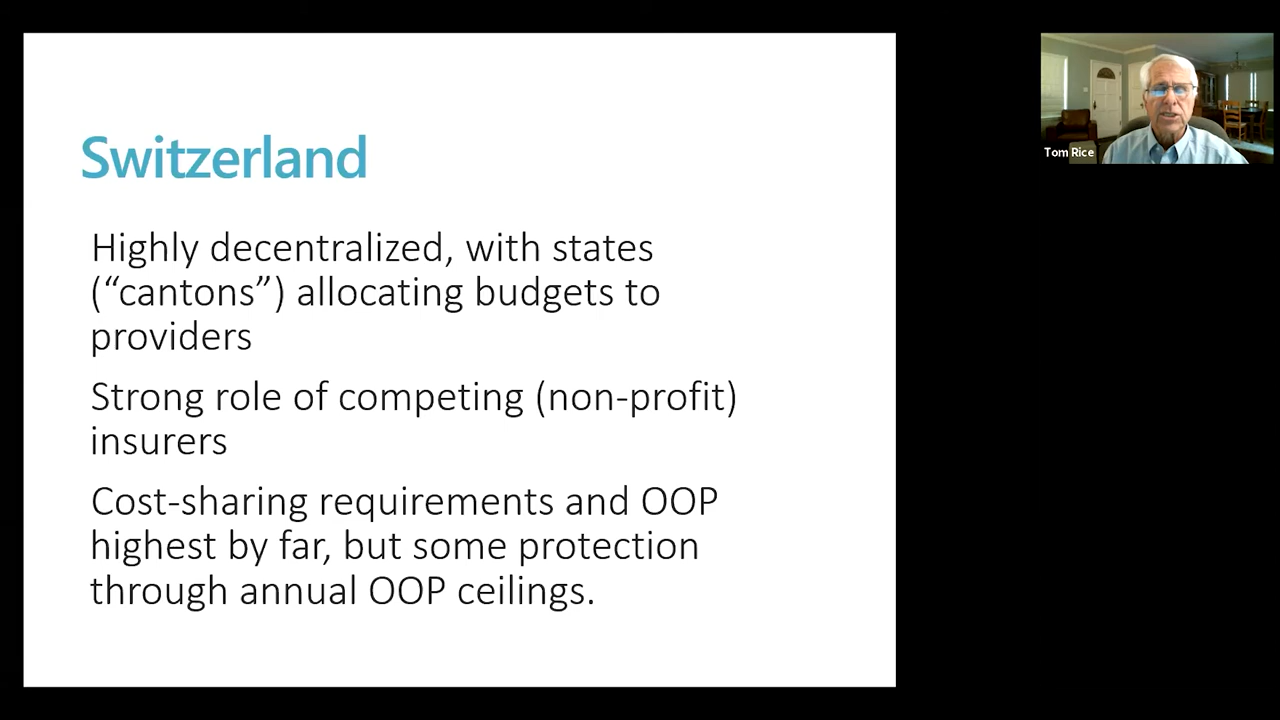 Switzerland
Highly decentralized, with states
(“cantons”) allocating budgets to
providers
Strong role of competing (non-profit)
insurers
Cost-sharing requirements and OOP
highest by far, but some protection
through annual OOP ceilings.
Tom Rice